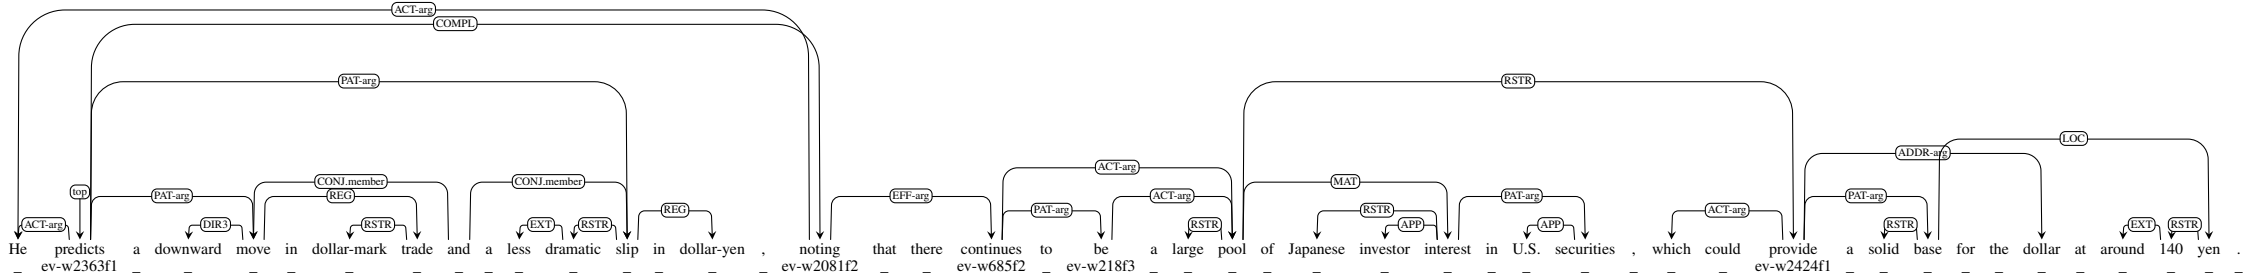 ACT-arg
COMPL
PAT-arg RSTR
LOC
ACT-arg ADDR-arg
top CONJ.member CONJ.member MAT
PAT-arg REG EFF-arg ACT-arg PAT-arg PAT-arg
REG PAT-arg RSTR ACT-arg
ACT-arg DIR3 RSTR EXT RSTR RSTR APP APP RSTR EXT RSTR
He predicts a downward move in dollar-mark trade and a less dramatic slip in dollar-yen , noting that there continues to be a large pool of Japanese investor interest in U.S. securities , which could provide a solid base for the dollar at around 140 yen .
_ ev-w2363f1 _ _ _ _ _ _ _ _ _ _ _ _ _ _ ev-w2081f2 _ _ ev-w685f2 _ ev-w218f3 _ _ _ _ _ _ _ _ _ _ _ _ _ ev-w2424f1 _ _ _ _ _ _ _ _ _ _ _